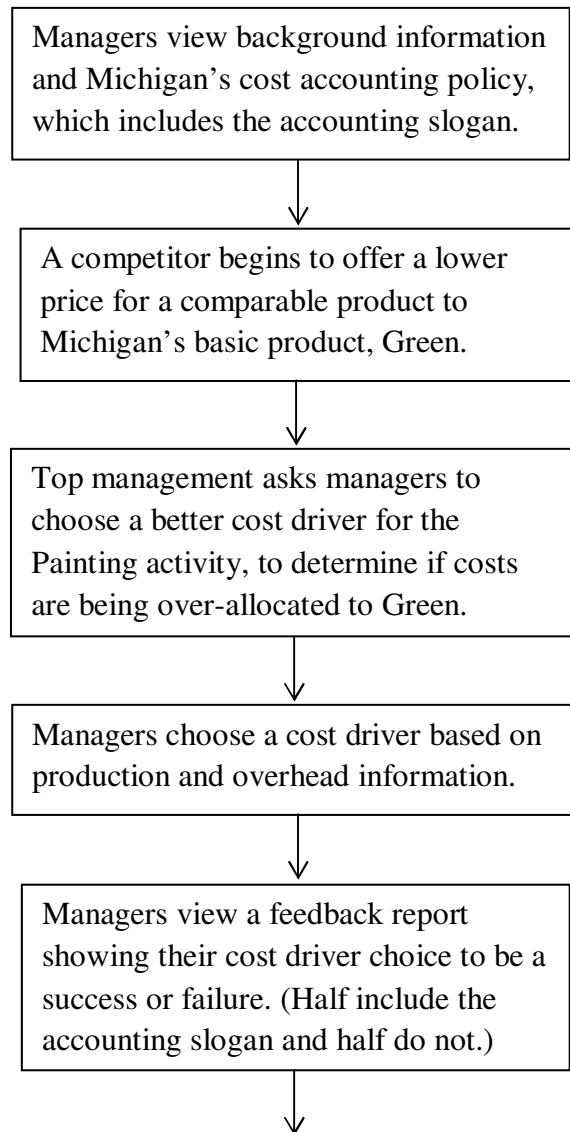 Managers view background information
and Michigan’s cost accounting policy,
which includes the accounting slogan.
A competitor begins to offer a lower
price for a comparable product to
Michigan’s basic product, Green.
Top management asks managers to
choose a better cost driver for the
Painting activity, to determine if costs
are being over-allocated to Green.
Managers choose a cost driver based on
production and overhead information.
Managers view a feedback report
showing their cost driver choice to be a
success or failure. (Half include the
accounting slogan and half do not.)